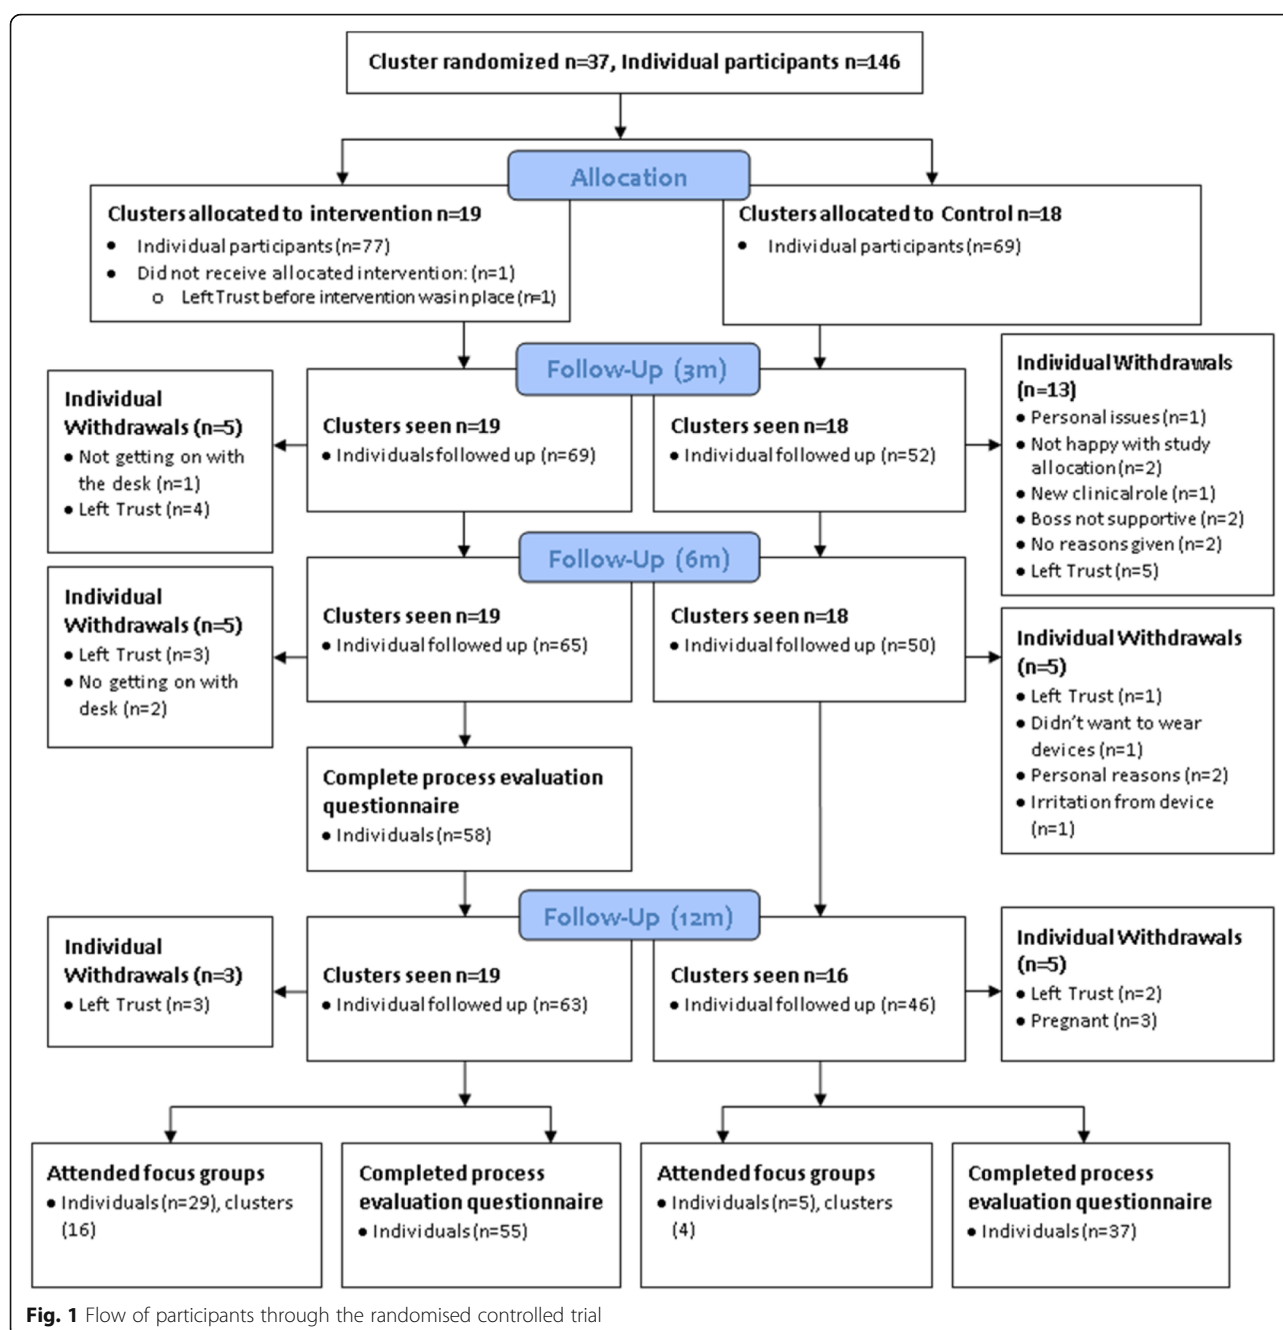 Cluster randomized n=37, Individual participants n=146
Allocation
Clusters allocated to intervention n=19
• Individual participants (n=77)
• Did not receive allocated intervention: (n=1)
o Left Trust before intervention was in place (n=1)
Clusters allocated to Control n=18
• Individual participants (n=69)
Follow-Up (3m)
Individual
Withdrawals (n=5)
• Not getting on with
the desk (n=1)
• Left Trust (n=4)
Clusters seen n=19
• Individuals followed up (n=69)
Clusters seen n=18
• Individual followed up (n=52)
Individual Withdrawals
(n=13)
• Personal issues (n=1)
• Not happy with study
allocation (n=2)
• New clinical role (n=1)
• Boss not supportive (n=2)
• No reasons given (n=2)
• Left Trust (n=5)
Follow-Up (6m)
Individual
Withdrawals (n=5)
• Left Trust (n=3)
• No getting on with
desk (n=2)
Clusters seen n=19
• Individual followed up (n=65)
Clusters seen n=18
• Individual followed up (n=50)
Individual Withdrawals
(n=5)
• Left Trust (n=1)
• Didn't want to wear
devices (n=1)
• Personal reasons (n=2)
• Irritation from device
(n=1)
Complete process evaluation
questionnaire
• Individuals (n=58)
Follow-Up (12m)
Individual
Withdrawals (n=3)
• Left Trust (n=3)
Clusters seen n=19
• Individual followed up (n=63)
Clusters seen n=16
• Individual followed up (n=46)
Individual Withdrawals
(n=5)
• Left Trust (n=2)
• Pregnant (n=3)
Attended focus groups
• Individuals (n=29), clusters
(16)
Completed process
evaluation questionnaire
• Individuals (n=55)
Attended focus groups
• Individuals (n=5), clusters
(4)
Completed process
evaluation questionnaire
• Individuals (n=37)
Fig. 1 Flow of participants through the randomised controlled trial